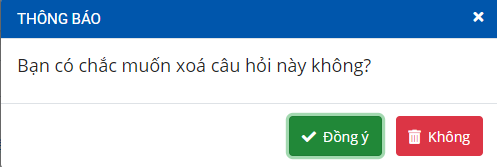 THÔNG BÁO
Bạn có chắc muốn xoá câu hỏi này không?
Đồng ý
Không